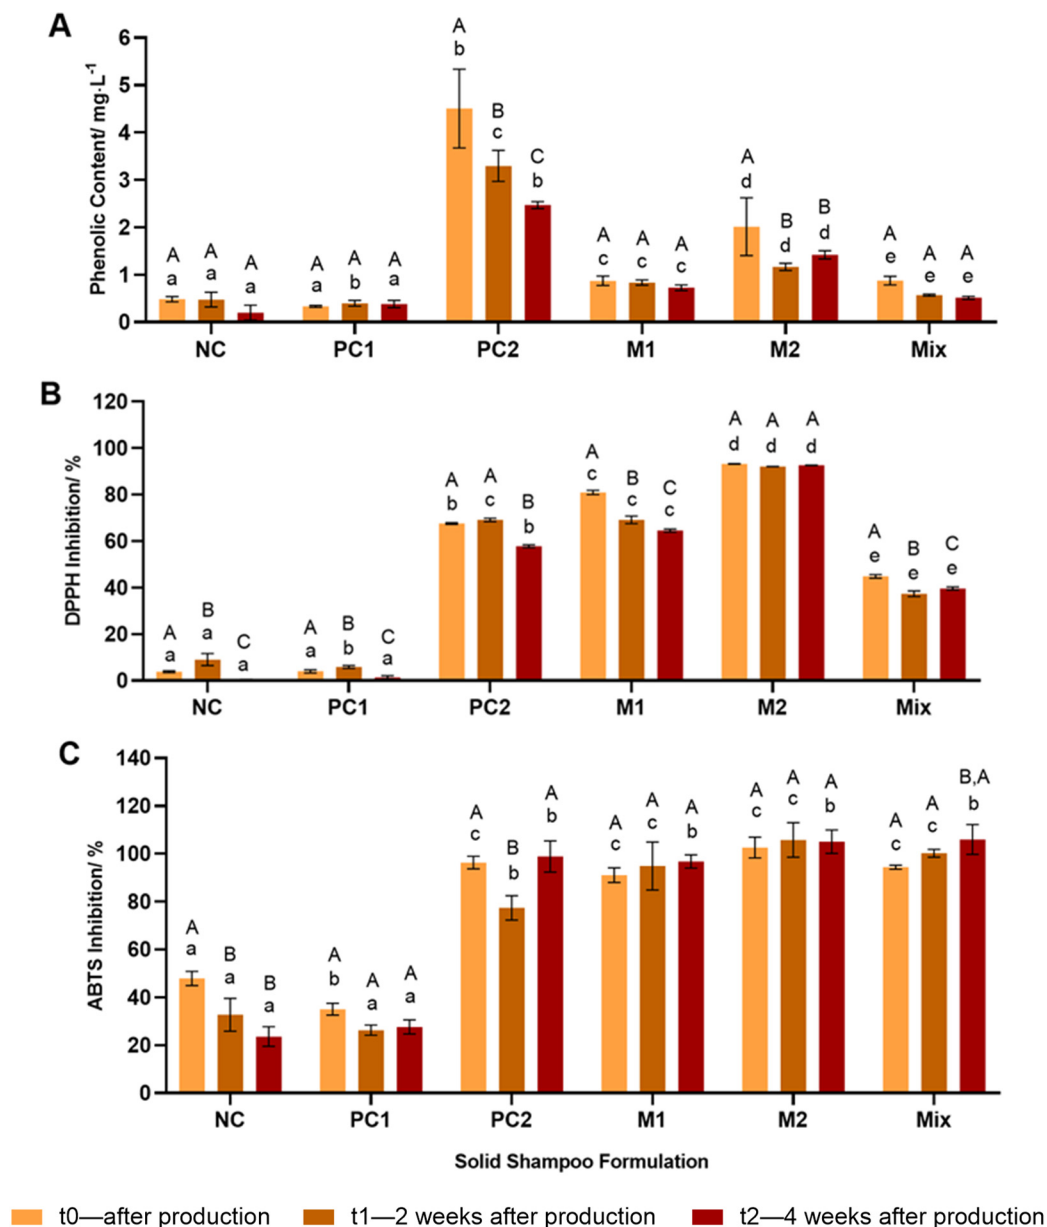 A
Phenolic Content/ mg·L⁻¹
6
5
4
3
2
1
0
A A A A A A A B C A A A A B B A A A
a a a a b a b c b c c c d d d e e e
NC PC1 PC2 M1 M2 Mix
B
DPPH Inhibition/ %
120
100
80
60
40
20
0
A B C A B C A A B A B C A A A A B C
a a a a b a b c b c c c d d d e e e
NC PC1 PC2 M1 M2 Mix
C
ABTS Inhibition/ %
140
120
100
80
60
40
20
0
A B B A A A A B A A A A A A A A A B,A
a a a b a a c b b c c b c c b c c b
NC PC1 PC2 M1 M2 Mix
Solid Shampoo Formulation
t0—after production t1—2 weeks after production t2—4 weeks after production